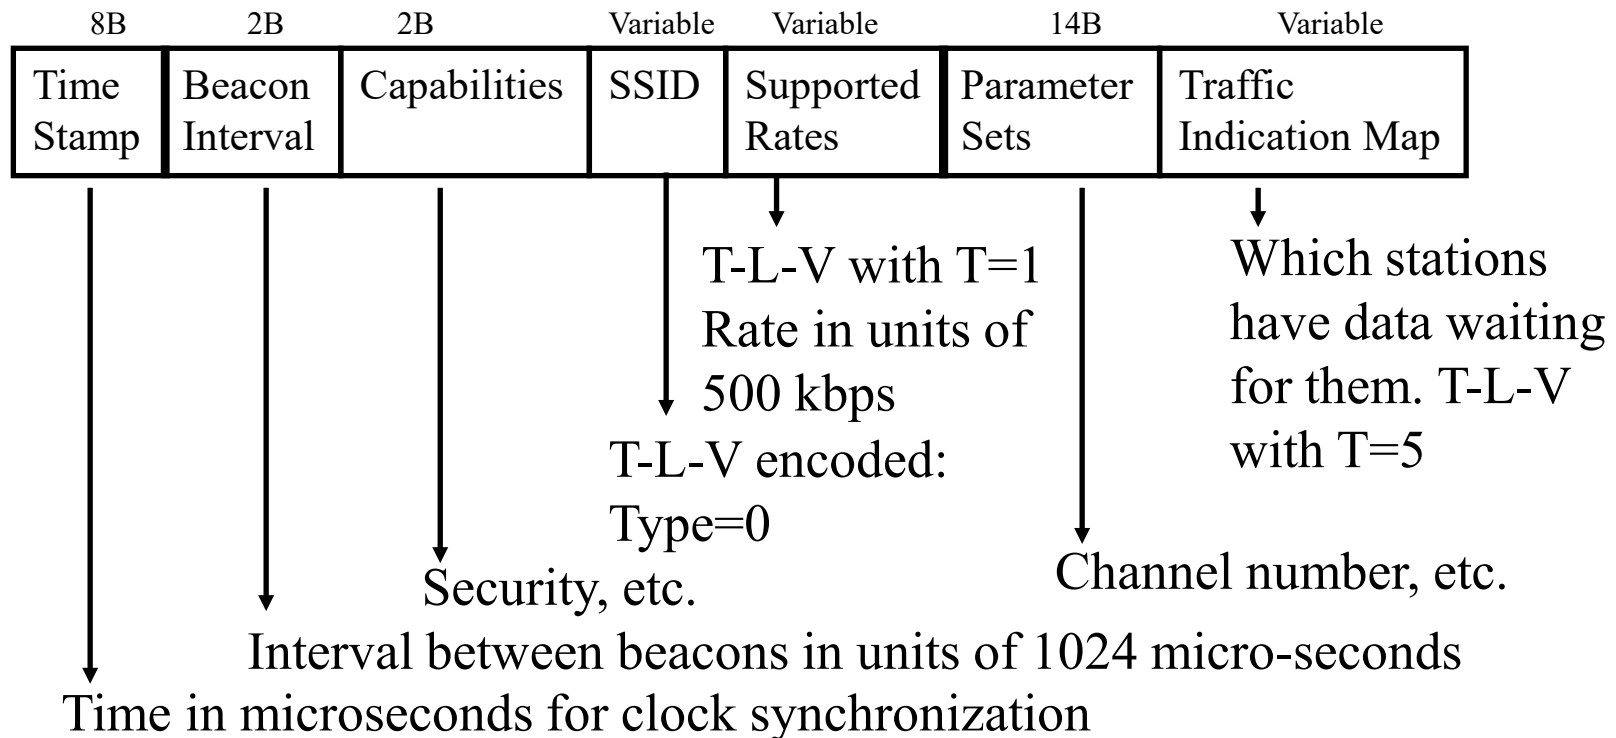 8B 2B 2B Variable Variable 14B Variable
Time Stamp
Beacon Interval
Capabilities
SSID
Supported Rates
Parameter Sets
Traffic Indication Map
T-L-V with T=1
Rate in units of
500 kbps
Which stations
have data waiting
for them. T-L-V
with T=5
T-L-V encoded:
Type=0
Security, etc.
Channel number, etc.
Interval between beacons in units of 1024 micro-seconds
Time in microseconds for clock synchronization